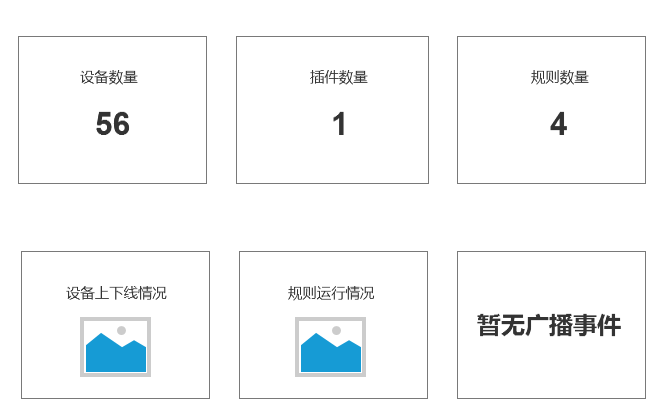 设备数量
56
插件数量
1
规则数量
4
设备上下线情况
规则运行情况
暂无广播事件